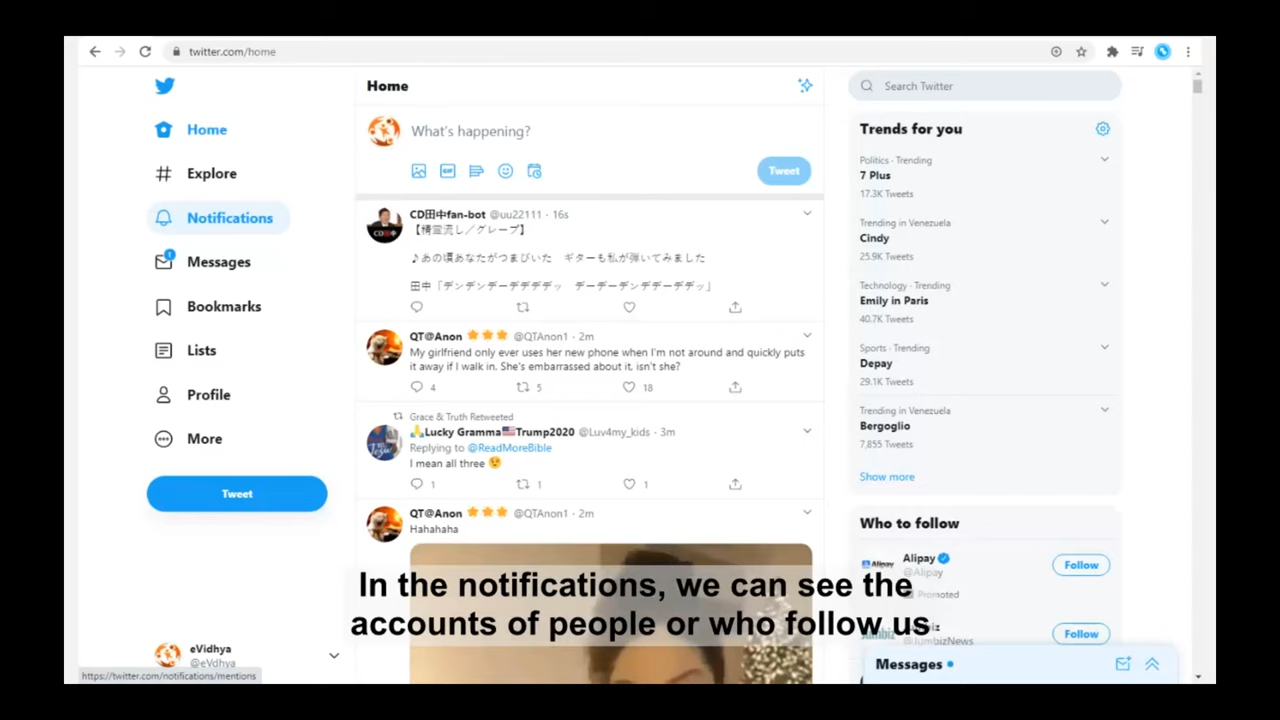 twitter.com/home
Home
Explore
Notifications
1
Messages
Bookmarks
Lists
Profile
More
Tweet
eVidhya
@eVdhya
https://twitter.com/notifications/mentions
Home
What's happening?
GIF
Tweet
CD田中fan-bot @uu22111 · 16s
【精霊流し／グレープ】
♪あの頃あなたがつまびいた ギターも私が弾いてみました
田中「デンデンデーデデデデッ デーデーデンデデーデデッ」
QT@Anon @QTAnon1 · 2m
My girlfriend only ever uses her new phone when I'm not around and quickly puts
it away if I walk in. She's embarrassed about it, isn't she?
4 5 18
Grace & Truth Retweeted
Lucky Gramma Trump2020 @Luv4my_kids · 3m
Replying to @ReadMoreBible
I mean all three
1 1 1
QT@Anon @QTAnon1 · 2m
Hahahaha
In the notifications, we can see the
accounts of people or who follow us
Search Twitter
Trends for you
Politics · Trending
7 Plus
17.3K Tweets
Trending in Venezuela
Cindy
25.9K Tweets
Technology · Trending
Emily in Paris
40.7K Tweets
Sports · Trending
Depay
29.1K Tweets
Trending in Venezuela
Bergoglio
7,855 Tweets
Show more
Who to follow
Alipay
@Alipay
Promoted
Follow
@JumbizNews
Follow
Messages